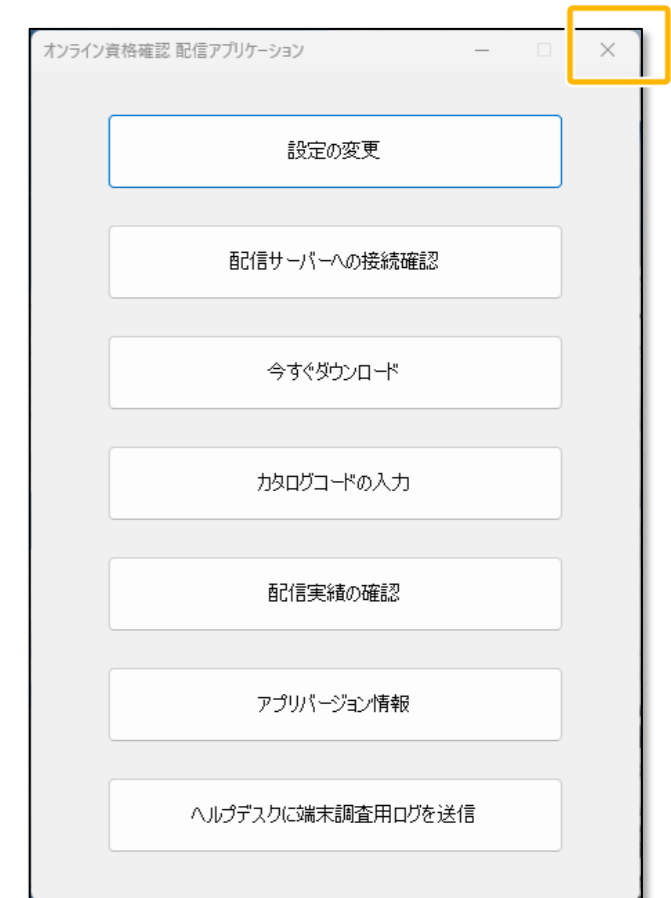 オンライン資格確認 配信アプリケーション
設定の変更
配信サーバーへの接続確認
今すぐダウンロード
カタログコードの入力
配信実績の確認
アプリバージョン情報
ヘルプデスクに端末調査用ログを送信